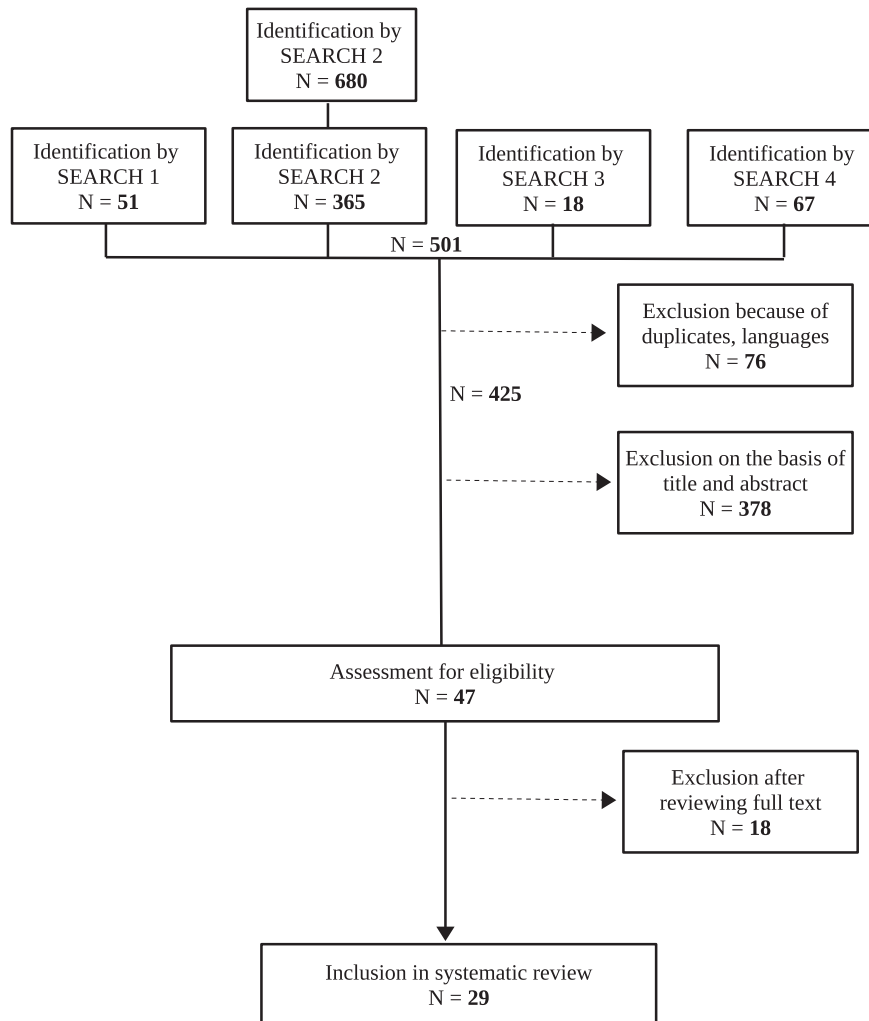 Identification by
SEARCH 2
N = 680
Identification by
SEARCH 1
N = 51
Identification by
SEARCH 2
N = 365
Identification by
SEARCH 3
N = 18
Identification by
SEARCH 4
N = 67
N = 501
Exclusion because of
duplicates, languages
N = 76
N = 425
Exclusion on the basis of
title and abstract
N = 378
Assessment for eligibility
N = 47
Exclusion after
reviewing full text
N = 18
Inclusion in systematic review
N = 29